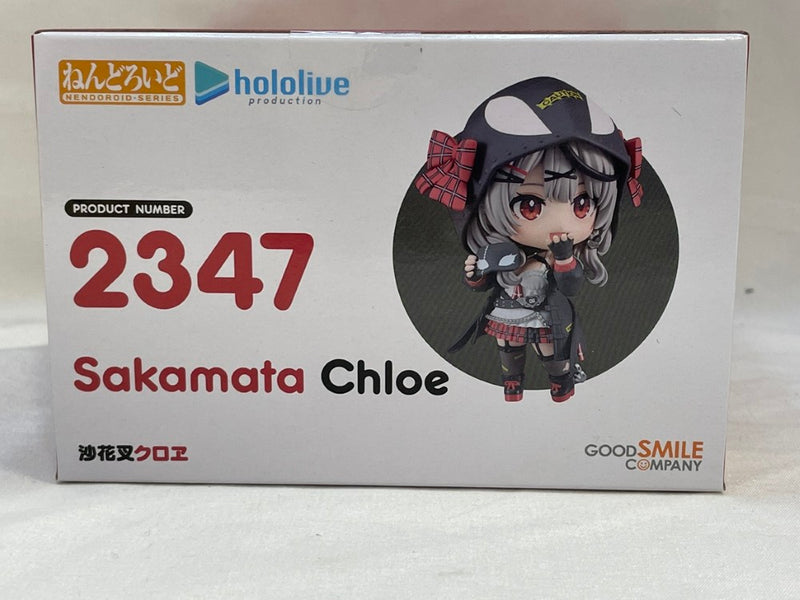 ねんどろいど
NENDOROID-SERIES
hololive
production
PRODUCT NUMBER
2347
Sakamata Chloe
沙花叉クロヱ
GOOD SMILE
COMPANY